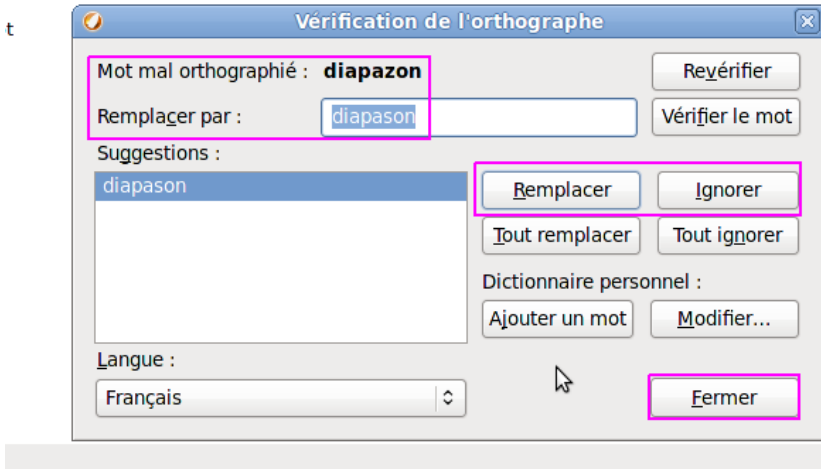 t
Vérification de l'orthographe
Mot mal orthographié : diapazon
Revérifier
Remplacer par : diapason
Vérifier le mot
Suggestions :
diapason
Remplacer Ignorer
Tout remplacer Tout ignorer
Dictionnaire personnel :
Ajouter un mot Modifier...
Langue :
Français
Fermer